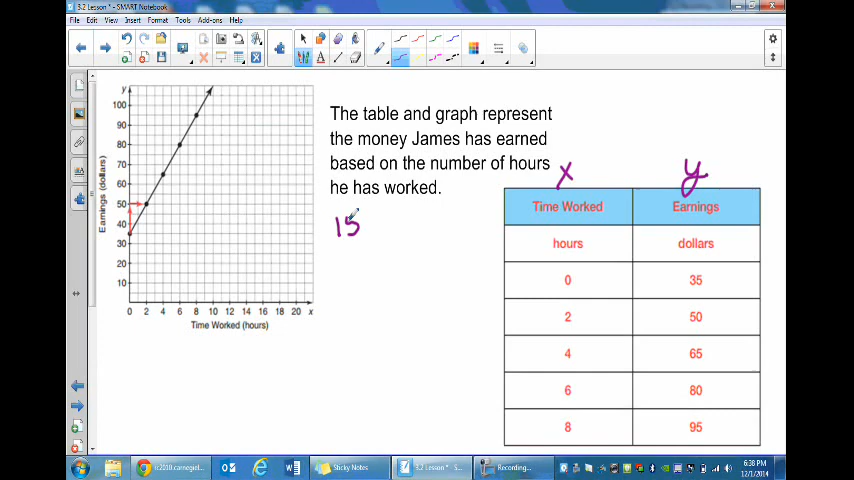 3.2 Lesson * - SMART Notebook
File Edit View Insert Format Tools Add-ons Help
y
100
90
80
70
60
50
40
30
20
10
Earnings (dollars)
0 2 4 6 8 10 12 14 16 18 20 x
Time Worked (hours)
The table and graph represent
the money James has earned
based on the number of hours
he has worked.
15
x y
Time Worked Earnings
hours dollars
0 35
2 50
4 65
6 80
8 95
rc2010.carnegiel...
Sticky Notes
3.2 Lesson * - S...
Recording...
6:38 PM
12/1/2014